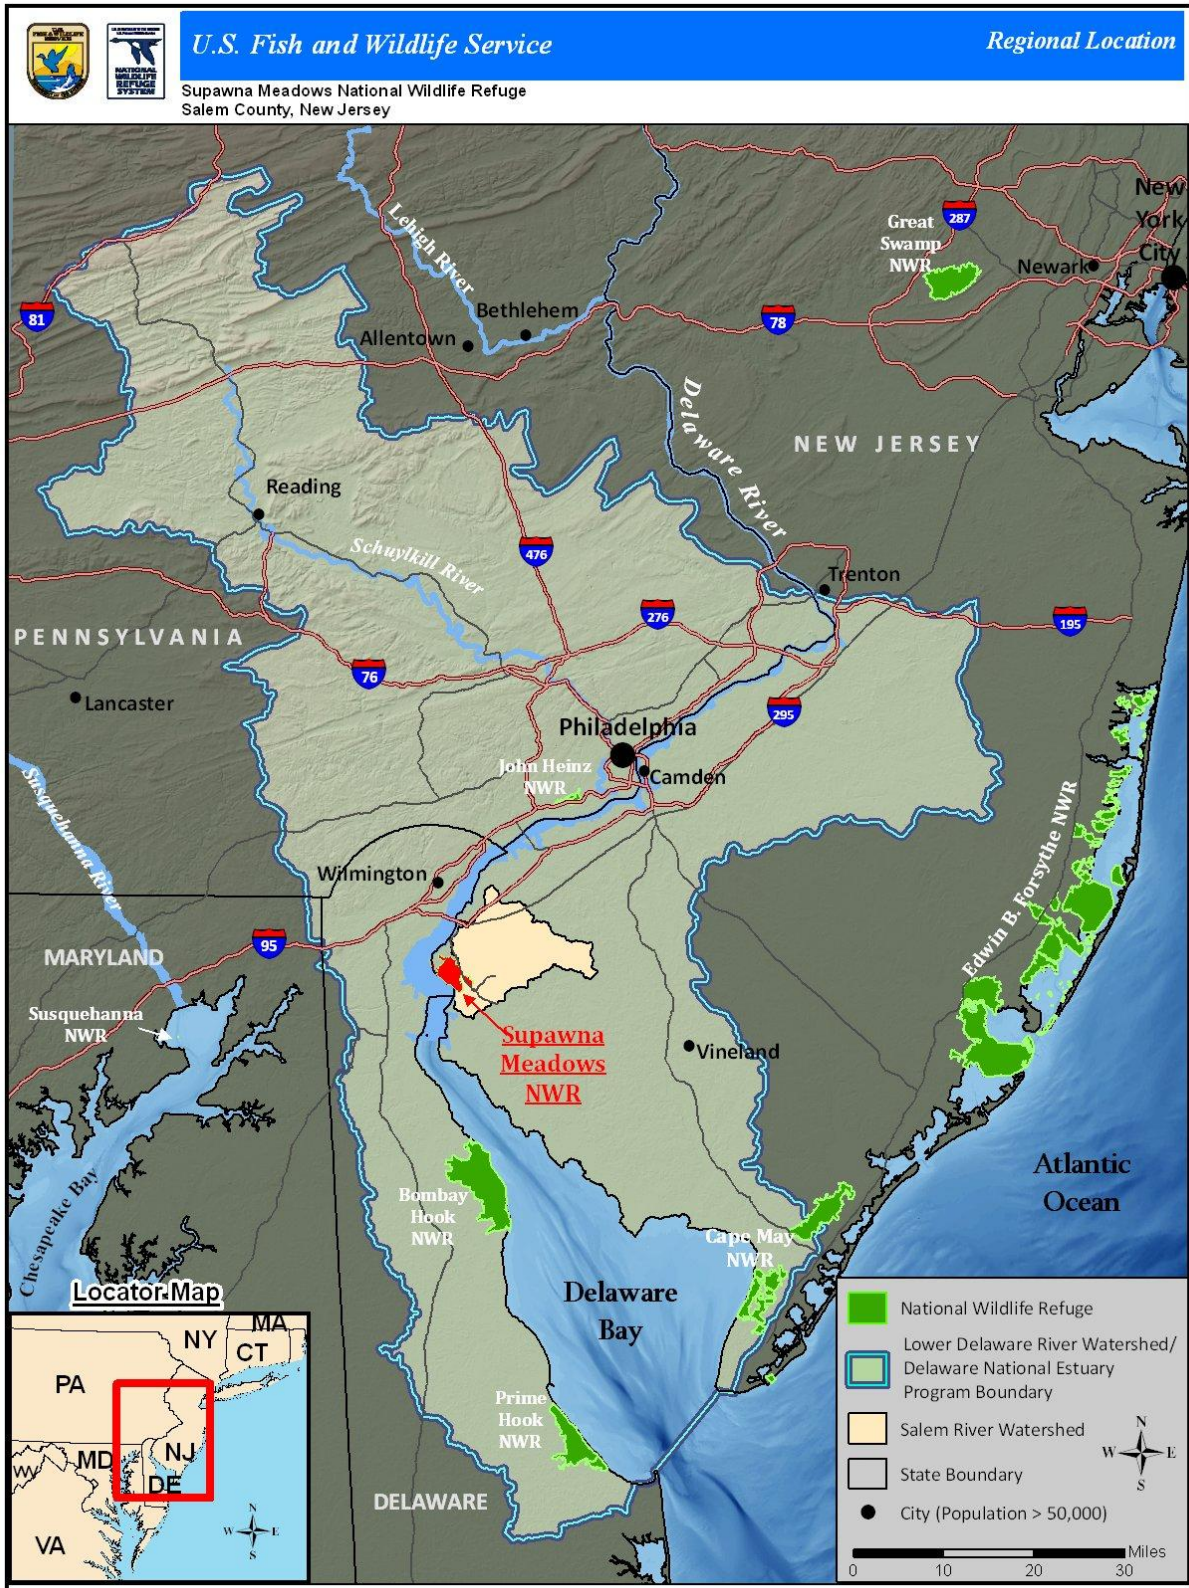 U.S. Fish and Wildlife Service
Regional Location
NATIONAL
WILDLIFE
REFUGE
SYSTEM
Supawna Meadows National Wildlife Refuge
Salem County, New Jersey
New
York
City
287
Great
Swamp
NWR
Newark
Lehigh River
81
Bethlehem
78
Allentown
Delaware River
NEW JERSEY
Reading
Schuylkill River
476
Trenton
276
195
PENNSYLVANIA
76
Lancaster
295
Philadelphia
John Heinz
NWR
Camden
Susquehanna River
Edwin B. Forsythe NWR
Wilmington
95
MARYLAND
Susquehanna
NWR
Supawna
Meadows
NWR
Vineland
Atlantic
Ocean
Bombay
Hook
NWR
Chesapeake Bay
Cape May
NWR
Delaware
Bay
Prime
Hook
NWR
DELAWARE
Locator Map
NY
MA
CT
PA
NJ
MD
WV
DE
VA
N
W
E
S
National Wildlife Refuge
Lower Delaware River Watershed/
Delaware National Estuary
Program Boundary
Salem River Watershed
State Boundary
City (Population > 50,000)
N
W
E
S
Miles
0 10 20 30